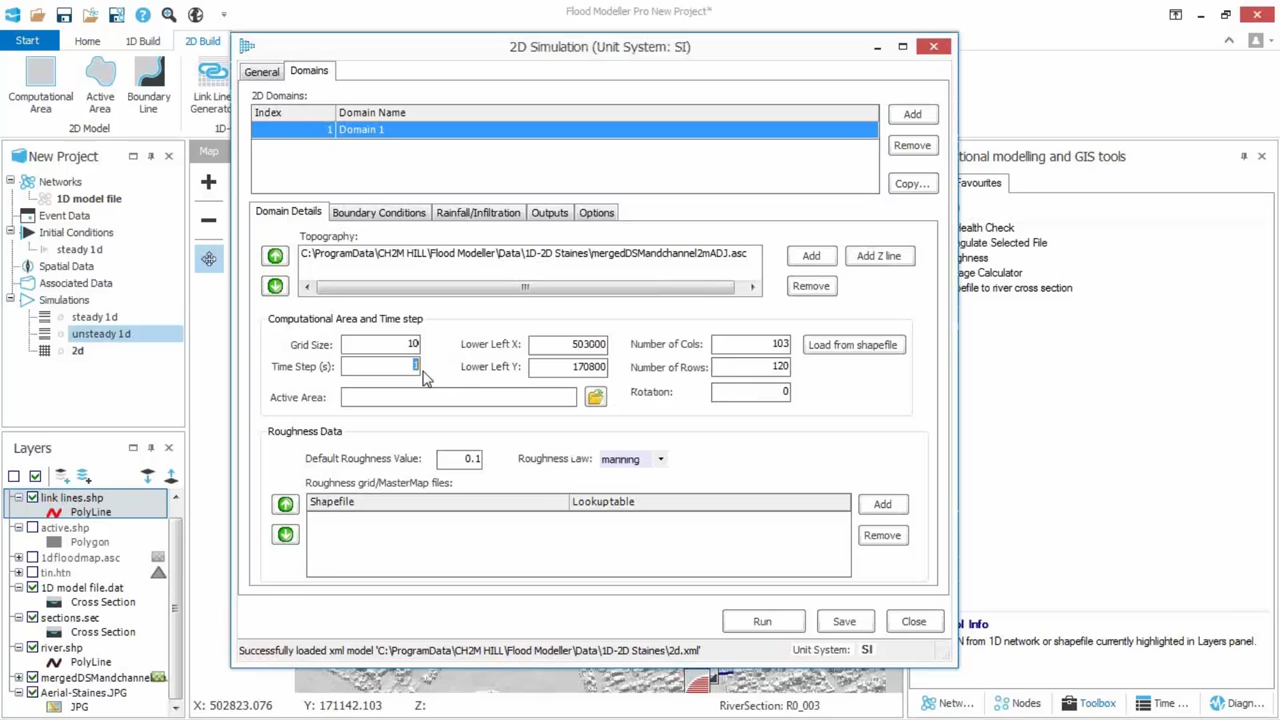 Flood Modeller Pro New Project*
Start
Home
1D Build
2D Build
Computational Area
Active Area
Boundary Line
Link Line Generator
2D Model
1D-
New Project
Networks
1D model file
Event Data
Initial Conditions
steady 1d
Spatial Data
Associated Data
Simulations
steady 1d
unsteady 1d
2d
Map
Layers
link lines.shp
PolyLine
active.shp
Polygon
1dfloodmap.asc
tin.htn
1D model file.dat
Cross Section
sections.sec
Cross Section
river.shp
PolyLine
mergedDSMandchannel
Aerial-Staines.JPG
JPG
2D Simulation (Unit System: SI)
General
Domains
2D Domains:
Index Domain Name
1 Domain 1
Add
Remove
Copy...
Domain Details
Boundary Conditions
Rainfall/Infiltration
Outputs
Options
Topography:
C:\ProgramData\CH2M HILL\Flood Modeller\Data\1D-2D Staines\mergedDSMandchannel2mADJ.asc
Add
Add Z line
Remove
Computational Area and Time step
Grid Size: 10
Lower Left X: 503000
Number of Cols: 103
Load from shapefile
Time Step (s): 1
Lower Left Y: 170800
Number of Rows: 120
Active Area:
Rotation: 0
Roughness Data
Default Roughness Value: 0.1
Roughness Law: manning
Roughness grid/MasterMap files:
Shapefile Lookuptable
Add
Remove
Run
Save
Close
Successfully loaded xml model 'C:\ProgramData\CH2M HILL\Flood Modeller\Data\1D-2D Staines\2d.xml'
Unit System: SI
tional modelling and GIS tools
Favourites
Health Check
ngulate Selected File
ghness
age Calculator
efile to river cross section
ol Info
N from 1D network or shapefile currently highlighted in Layers panel.
X: 502823.076
Y: 171142.103
Z:
RiverSection: R0_003
Netw...
Nodes
Toolbox
Time ...
Diagn...